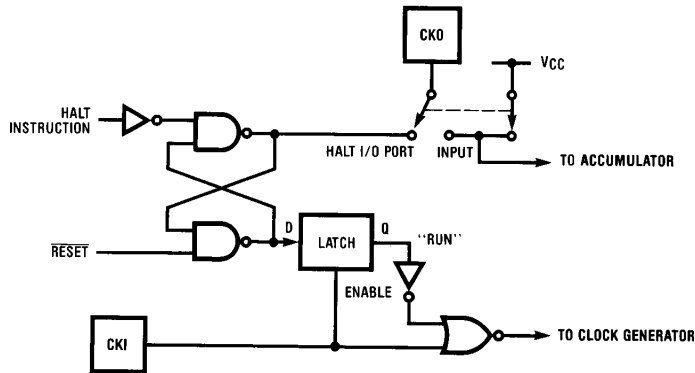 CKO
VCC
HALT
INSTRUCTION
HALT I/O PORT
INPUT
TO ACCUMULATOR
D
LATCH
Q
"RUN"
RESET
ENABLE
CKI
TO CLOCK GENERATOR